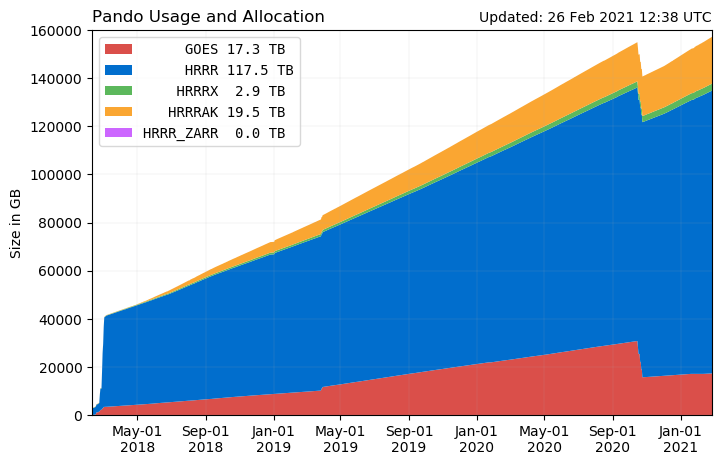 Pando Usage and Allocation
Updated: 26 Feb 2021 12:38 UTC
160000
140000
120000
100000
80000
60000
40000
20000
0
Size in GB
GOES 17.3 TB
HRRR 117.5 TB
HRRRX 2.9 TB
HRRRAK 19.5 TB
HRRR_ZARR 0.0 TB
May-01 Sep-01 Jan-01 May-01 Sep-01 Jan-01 May-01 Sep-01 Jan-01
2018 2018 2019 2019 2019 2020 2020 2020 2021